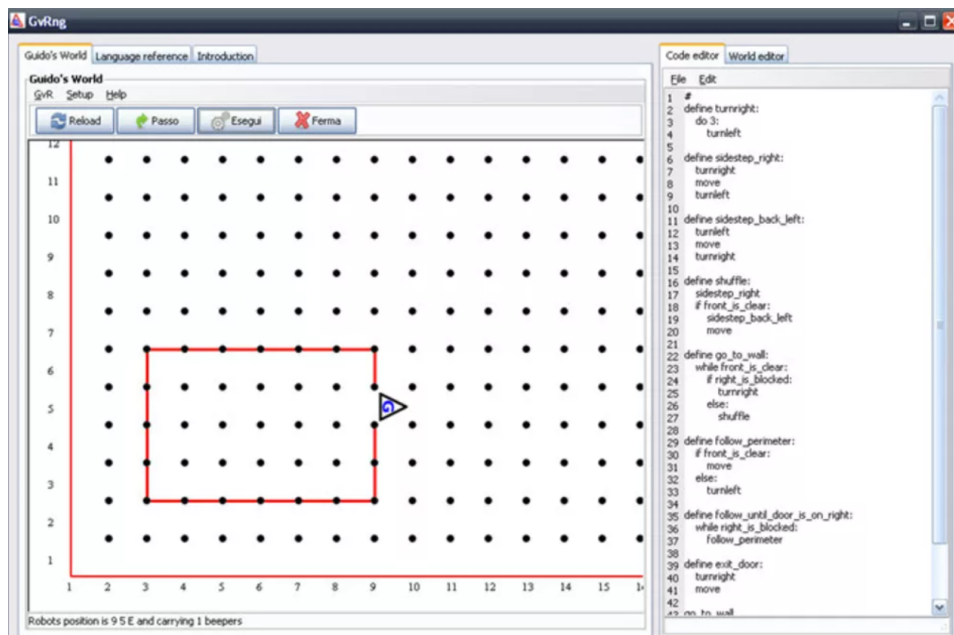 GvRng
Guido's World Language reference Introduction
Guido's World
GvR Setup Help
Reload Passo Esegui Ferma
12
11
10
9
8
7
6
5
4
3
2
1
1 2 3 4 5 6 7 8 9 10 11 12 13 14 15
G
Robots position is 9 5 E and carrying 1 beepers
Code editor World editor
File Edit
1 #
2 define turnright:
3 do 3:
4 turnleft
5
6 define sidestep_right:
7 turnright
8 move
9 turnleft
10
11 define sidestep_back_left:
12 turnleft
13 move
14 turnright
15
16 define shuffle:
17 sidestep_right
18 if front_is_clear:
19 sidestep_back_left
20 move
21
22 define go_to_wall:
23 while front_is_clear:
24 if right_is_blocked:
25 turnright
26 else:
27 shuffle
28
29 define follow_perimeter:
30 if front_is_clear:
31 move
32 else:
33 turnleft
34
35 define follow_until_door_is_on_right:
36 while right_is_blocked:
37 follow_perimeter
38
39 define exit_door:
40 turnright
41 move
42
43 go_to_wall